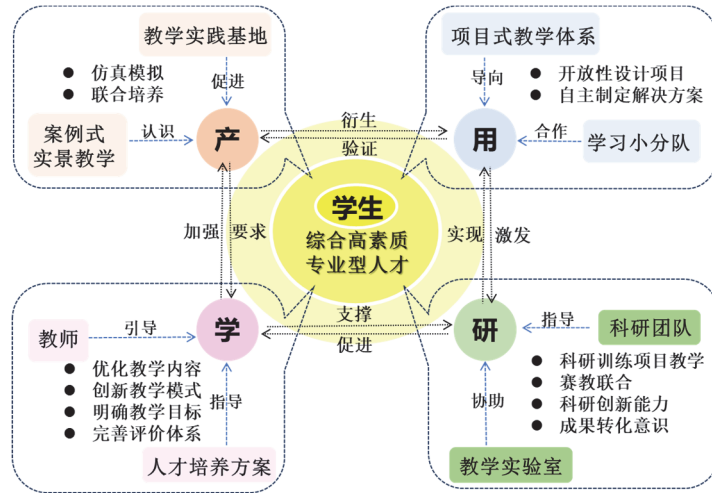 教学实践基地
仿真模拟
联合培养
促进
案例式
实景教学
认识
产
项目式教学体系
导向
开放性设计项目
自主制定解决方案
用
合作
学习小分队
衍生
验证
学生
综合高素质
专业型人才
加强
要求
实现
激发
教师
引导
学
优化教学内容
创新教学模式
明确教学目标
完善评价体系
指导
人才培养方案
支撑
促进
研
指导
科研团队
科研训练项目教学
赛教联合
科研创新能力
成果转化意识
协助
教学实验室